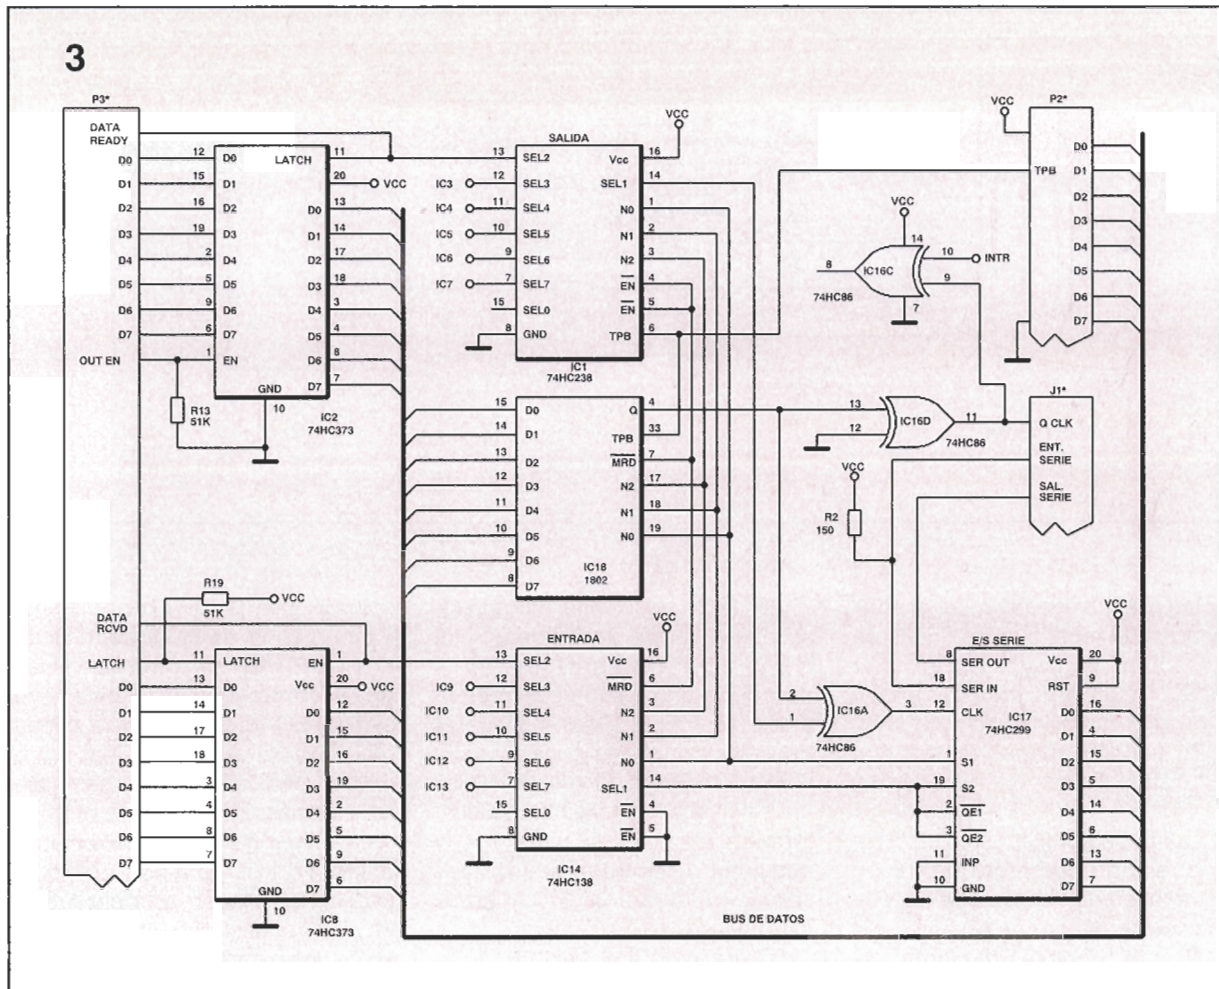 3
P3*
DATA READY
D0
D1
D2
D3
D4
D5
D6
D7
OUT EN
12
15
16
19
2
5
9
6
1
D0
D1
D2
D3
D4
D5
D6
D7
EN
LATCH
D0
D1
D2
D3
D4
D5
D6
D7
GND
11
20
VCC
13
14
17
18
3
4
8
7
10
IC2
74HC373
R13
51K
SALIDA
13
12
11
10
9
7
15
8
IC3
IC4
IC5
IC6
IC7
SEL2
SEL3
SEL4
SEL5
SEL6
SEL7
SEL0
GND
Vcc
SEL1
N0
N1
N2
EN
EN
TPB
16
14
1
2
3
4
5
6
VCC
IC1
74HC238
15
14
13
12
11
10
9
8
D0
D1
D2
D3
D4
D5
D6
D7
Q
TPB
MRD
N2
N1
N0
4
33
7
17
18
19
IC18
1802
VCC
P2*
TPB
D0
D1
D2
D3
D4
D5
D6
D7
VCC
14
10
INTR
9
8
7
IC16C
74HC86
13
12
IC16D
11
74HC86
J1*
Q CLK
ENT. SERIE
SAL. SERIE
VCC
R2
150
R19
51K
VCC
DATA RCVD
LATCH
D0
D1
D2
D3
D4
D5
D6
D7
11
13
14
17
18
3
4
8
7
LATCH
D0
D1
D2
D3
D4
D5
D6
D7
EN
Vcc
D0
D1
D2
D3
D4
D5
D6
D7
GND
1
20
VCC
12
15
16
19
2
5
9
6
10
IC8
74HC373
ENTRADA
13
12
11
10
9
7
15
8
IC9
IC10
IC11
IC12
IC13
SEL2
SEL3
SEL4
SEL5
SEL6
SEL7
SEL0
GND
Vcc
MRD
N2
N1
N0
SEL1
EN
EN
VCC
16
6
3
2
1
14
4
5
IC14
74HC138
2
1
IC16A
3
74HC86
E/S SERIE
VCC
8
18
12
1
19
2
3
11
10
SER OUT
SER IN
CLK
S1
S2
QE1
QE2
INP
GND
IC17
74HC299
Vcc
RST
D0
D1
D2
D3
D4
D5
D6
D7
20
9
16
4
15
5
14
6
13
7
BUS DE DATOS